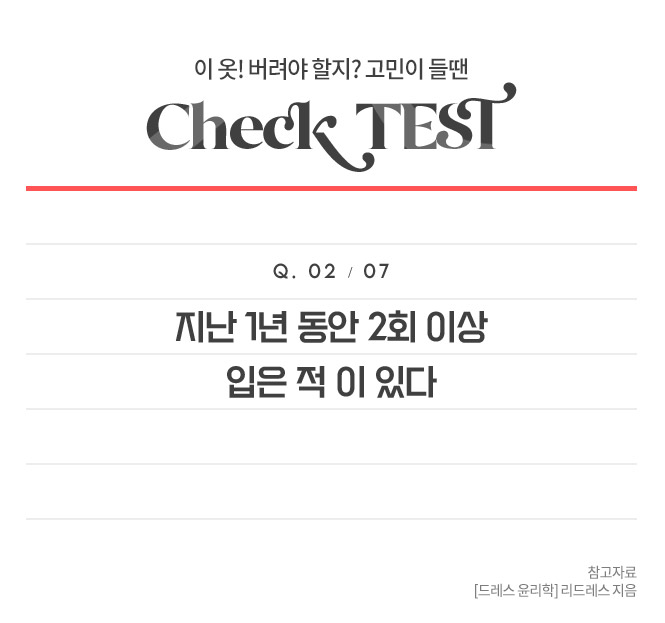 이 옷! 버려야 할지? 고민이 들땐
Check TEST
Q. 02 / 07
지난 1년 동안 2회 이상
입은 적 이 있다
참고자료
[드레스 윤리학] 리드레스 지음